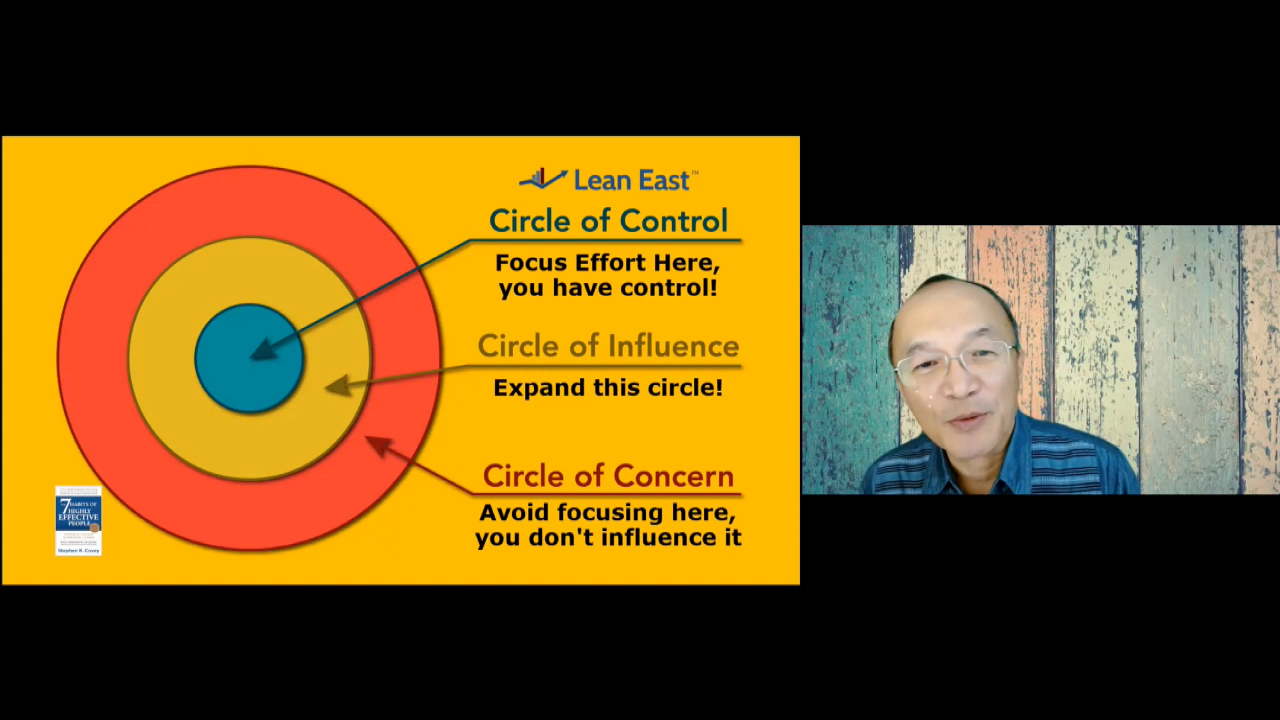 Lean East™
Circle of Control
Focus Effort Here,
you have control!
Circle of Influence
Expand this circle!
Circle of Concern
Avoid focusing here,
you don't influence it
THE
7 HABITS OF
HIGHLY
EFFECTIVE
PEOPLE
Stephen R. Covey